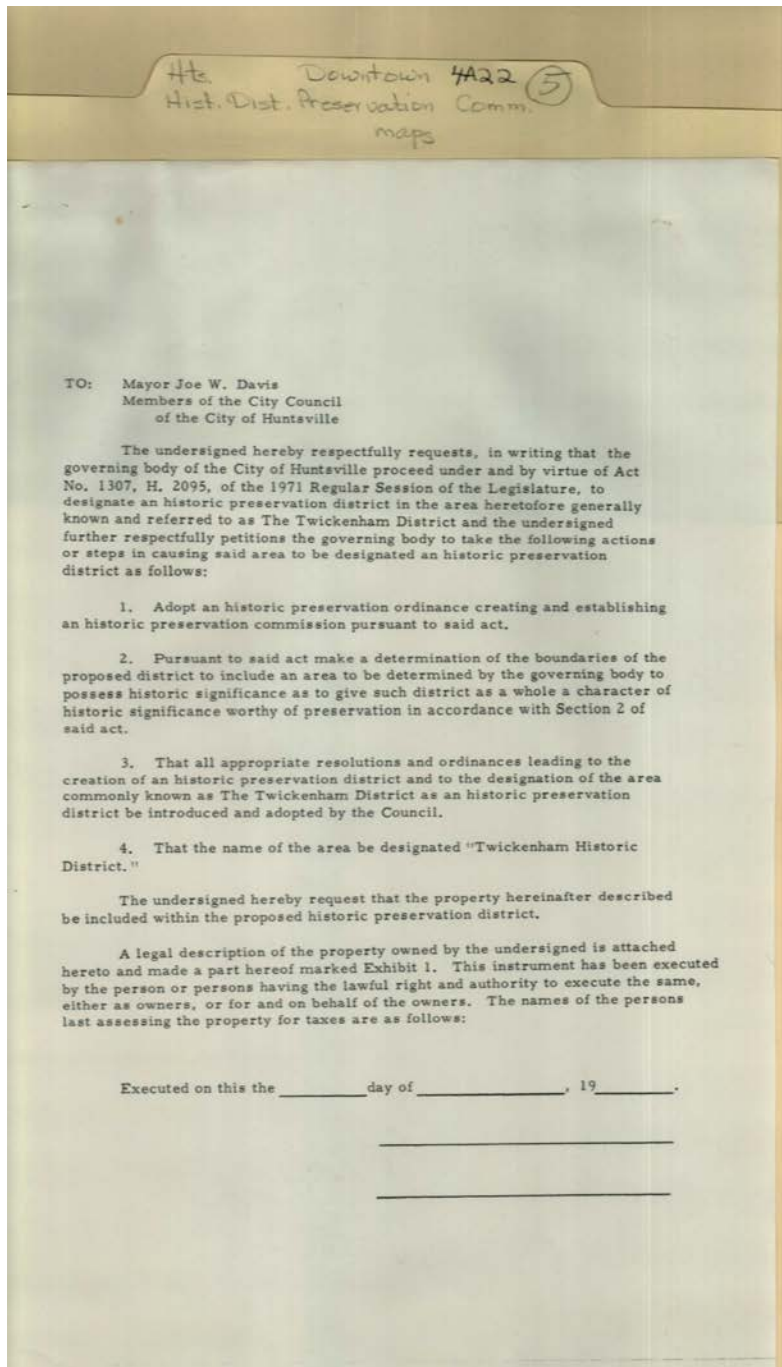 Hts. Downtown 4A22 5
Hist. Dist. Preservation Comm.
maps
TO: Mayor Joe W. Davis
Members of the City Council
of the City of Huntsville
The undersigned hereby respectfully requests, in writing that the
governing body of the City of Huntsville proceed under and by virtue of Act
No. 1307, H. 2095, of the 1971 Regular Session of the Legislature, to
designate an historic preservation district in the area heretofore generally
known and referred to as The Twickenham District and the undersigned
further respectfully petitions the governing body to take the following actions
or steps in causing said area to be designated an historic preservation
district as follows:
1. Adopt an historic preservation ordinance creating and establishing
an historic preservation commission pursuant to said act.
2. Pursuant to said act make a determination of the boundaries of the
proposed district to include an area to be determined by the governing body to
possess historic significance as to give such district as a whole a character of
historic significance worthy of preservation in accordance with Section 2 of
said act.
3. That all appropriate resolutions and ordinances leading to the
creation of an historic preservation district and to the designation of the area
commonly known as The Twickenham District as an historic preservation
district be introduced and adopted by the Council.
4. That the name of the area be designated "Twickenham Historic
District."
The undersigned hereby request that the property hereinafter described
be included within the proposed historic preservation district.
A legal description of the property owned by the undersigned is attached
hereto and made a part hereof marked Exhibit 1. This instrument has been executed
by the person or persons having the lawful right and authority to execute the same,
either as owners, or for and on behalf of the owners. The names of the persons
last assessing the property for taxes are as follows:
Executed on this the ________ day of ______________, 19_______.